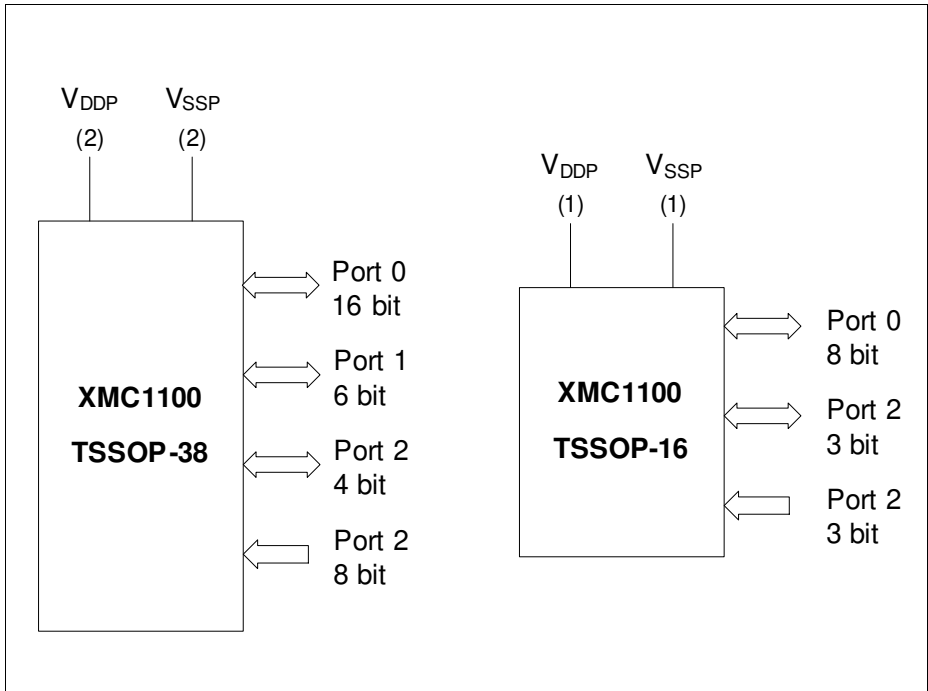 VDDP VSSP
(2) (2)
Port 0
16 bit
Port 1
6 bit
XMC1100
TSSOP-38
Port 2
4 bit
Port 2
8 bit
VDDP VSSP
(1) (1)
Port 0
8 bit
XMC1100
TSSOP-16
Port 2
3 bit
Port 2
3 bit